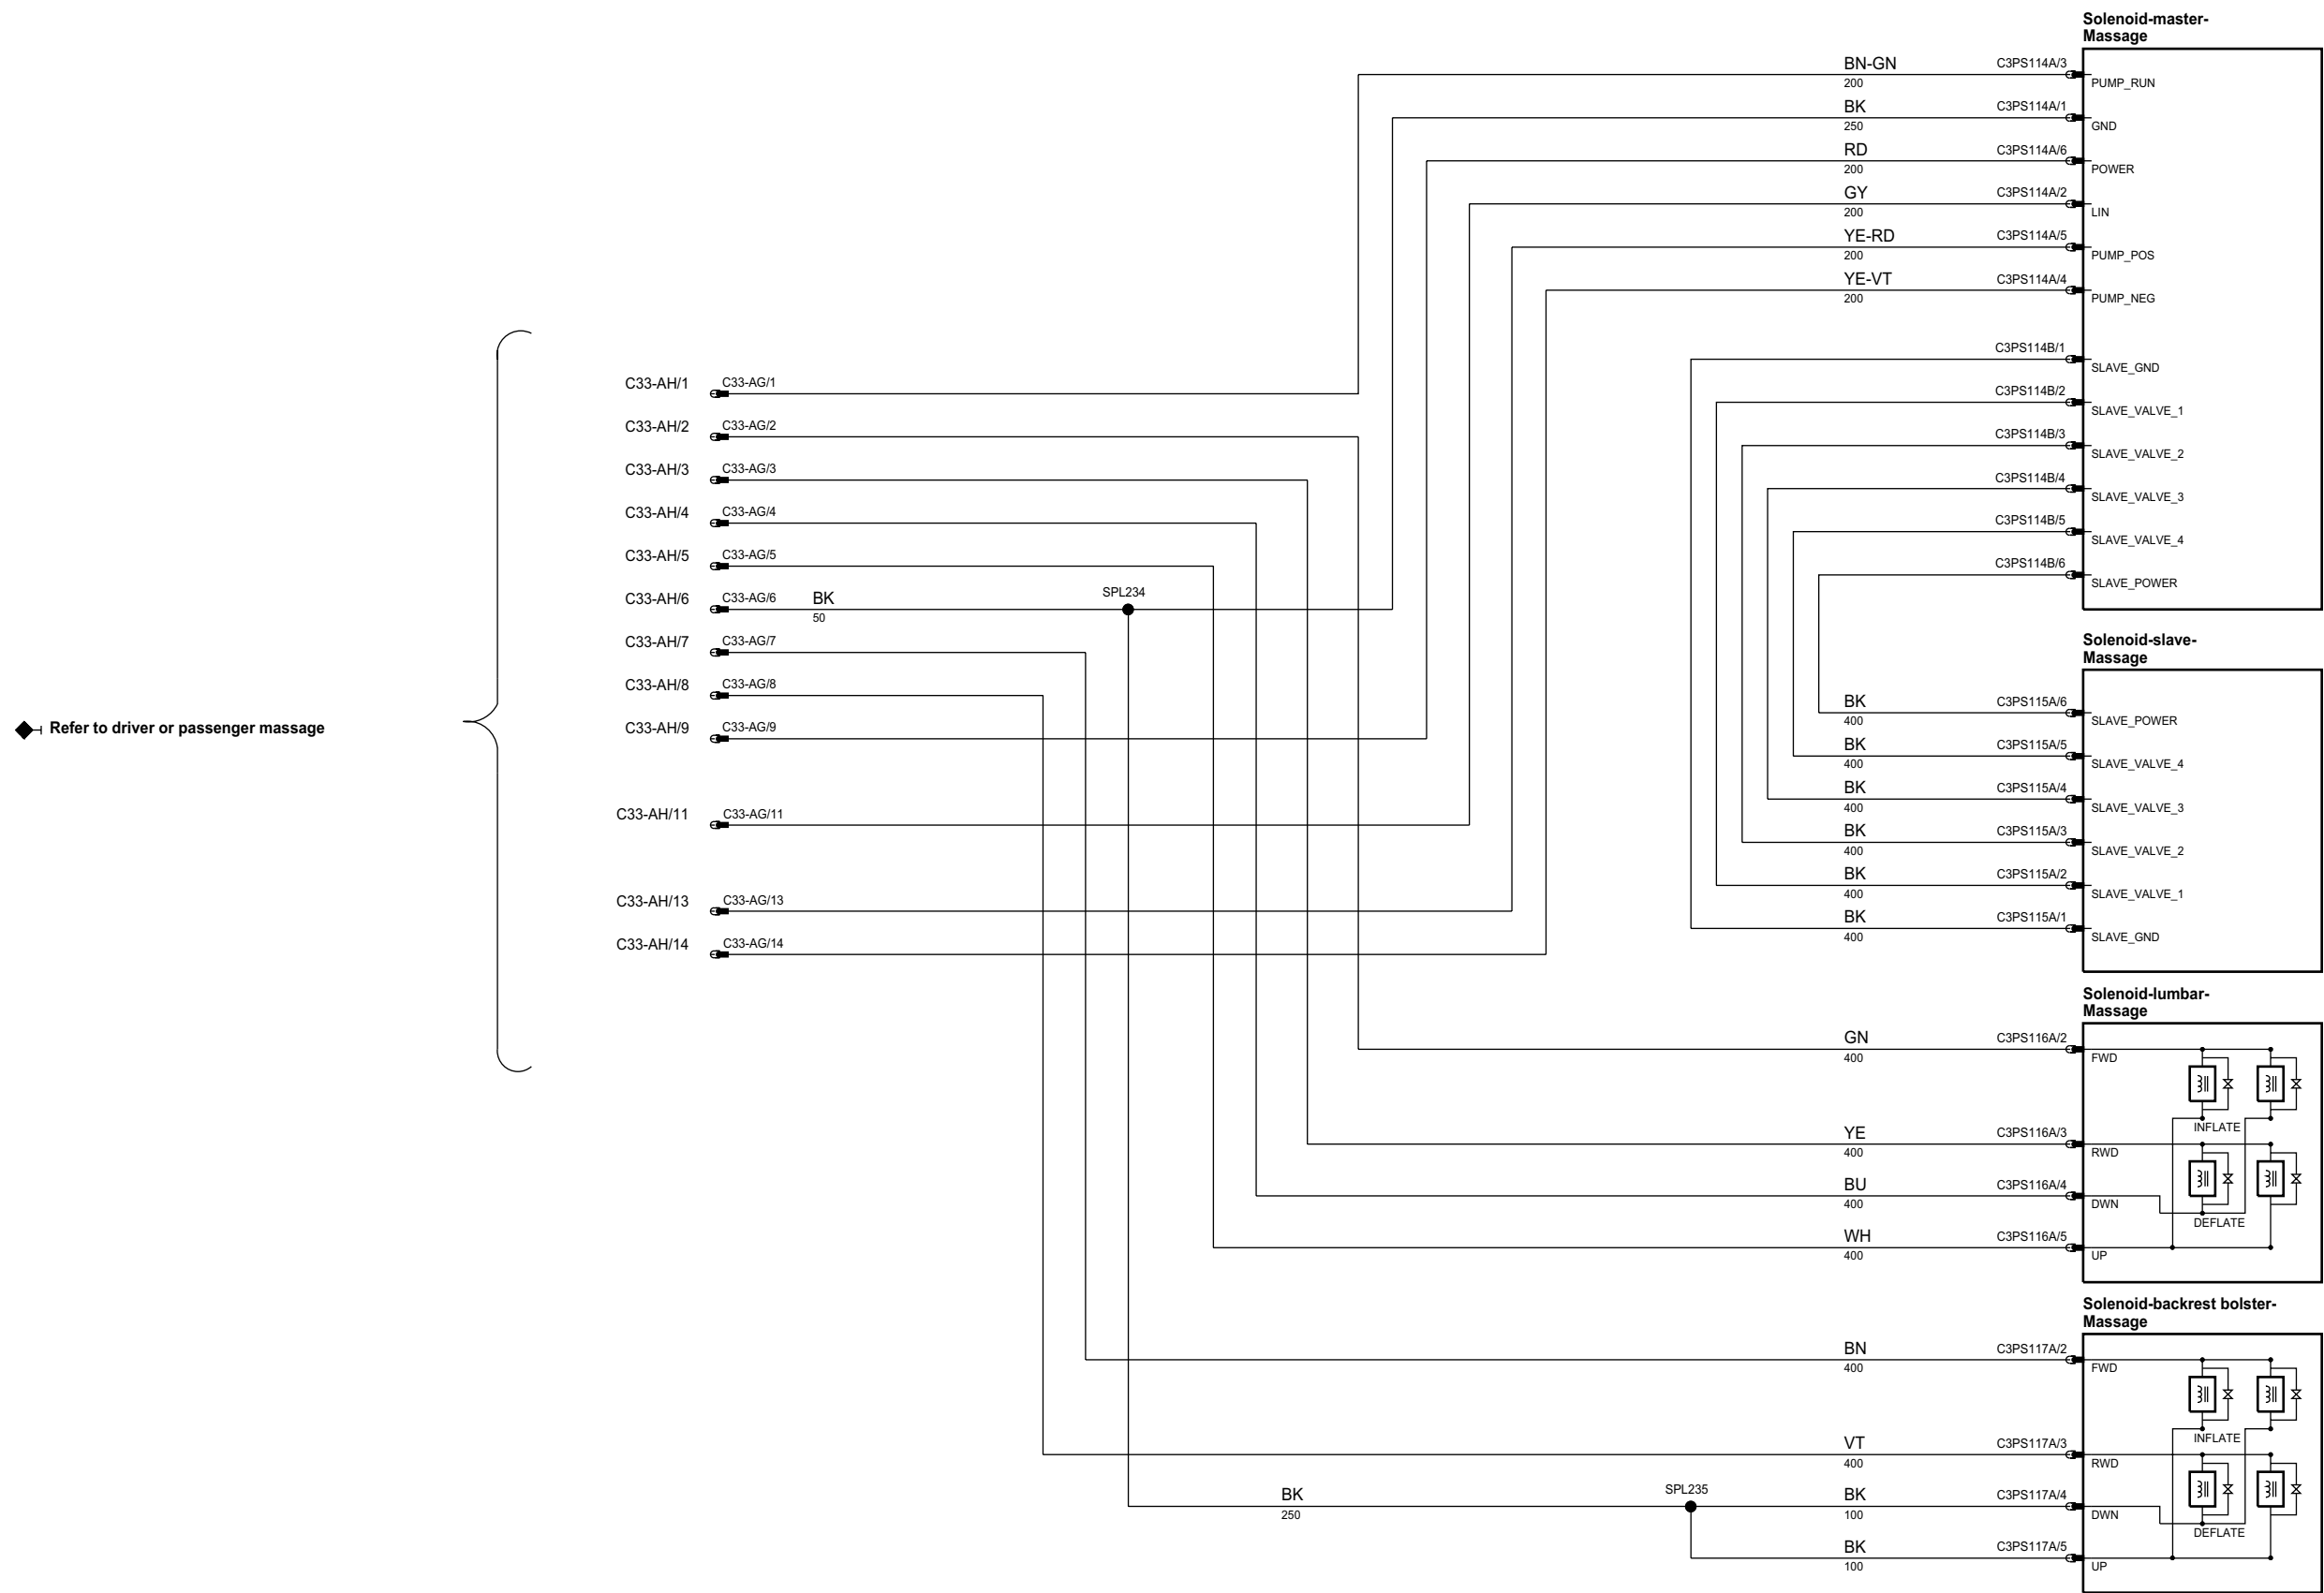 Solenoid-master-
Massage
BN-GN
200
C3PS114A/3
PUMP_RUN
BK
250
C3PS114A/1
GND
RD
200
C3PS114A/6
POWER
GY
200
C3PS114A/2
LIN
YE-RD
200
C3PS114A/5
PUMP_POS
YE-VT
200
C3PS114A/4
PUMP_NEG
C3PS114B/1
SLAVE_GND
C3PS114B/2
SLAVE_VALVE_1
C3PS114B/3
SLAVE_VALVE_2
C3PS114B/4
SLAVE_VALVE_3
C3PS114B/5
SLAVE_VALVE_4
C3PS114B/6
SLAVE_POWER
C33-AH/1 C33-AG/1
C33-AH/2 C33-AG/2
C33-AH/3 C33-AG/3
C33-AH/4 C33-AG/4
C33-AH/5 C33-AG/5
C33-AH/6 C33-AG/6 BK
50
SPL234
C33-AH/7 C33-AG/7
C33-AH/8 C33-AG/8
C33-AH/9 C33-AG/9
C33-AH/11 C33-AG/11
C33-AH/13 C33-AG/13
C33-AH/14 C33-AG/14
Refer to driver or passenger massage
Solenoid-slave-
Massage
BK
400
C3PS115A/6
SLAVE_POWER
BK
400
C3PS115A/5
SLAVE_VALVE_4
BK
400
C3PS115A/4
SLAVE_VALVE_3
BK
400
C3PS115A/3
SLAVE_VALVE_2
BK
400
C3PS115A/2
SLAVE_VALVE_1
BK
400
C3PS115A/1
SLAVE_GND
Solenoid-lumbar-
Massage
GN
400
C3PS116A/2
FWD
INFLATE
YE
400
C3PS116A/3
RWD
BU
400
C3PS116A/4
DWN
DEFLATE
WH
400
C3PS116A/5
UP
Solenoid-backrest bolster-
Massage
BN
400
C3PS117A/2
FWD
INFLATE
VT
400
C3PS117A/3
RWD
BK
250
SPL235
BK
100
C3PS117A/4
DWN
DEFLATE
BK
100
C3PS117A/5
UP